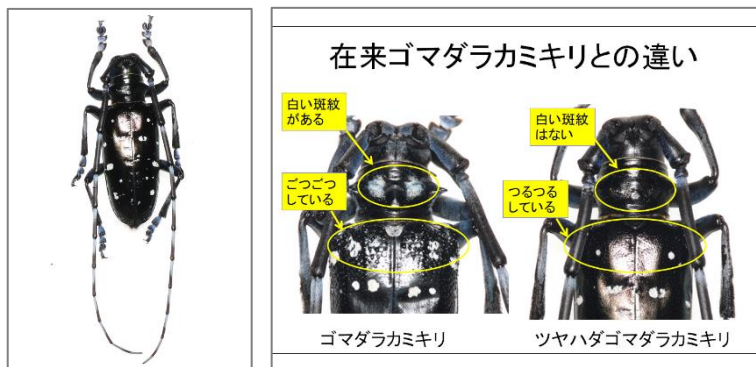 在来ゴマダラカミキリとの違い
白い斑紋
がある
ごつごつ
している
白い斑紋
はない
つるつる
している
ゴマダラカミキリ
ツヤハダゴマダラカミキリ